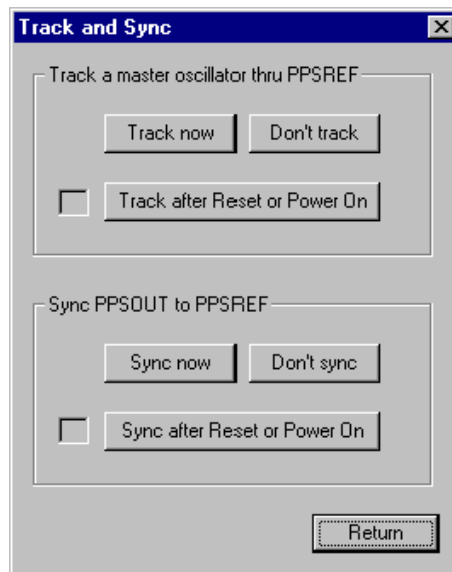 Track and Sync
Track a master oscillator thru PPSREF
Track now Don't track
Track after Reset or Power On
Sync PPSOUT to PPSREF
Sync now Don't sync
Sync after Reset or Power On
Return